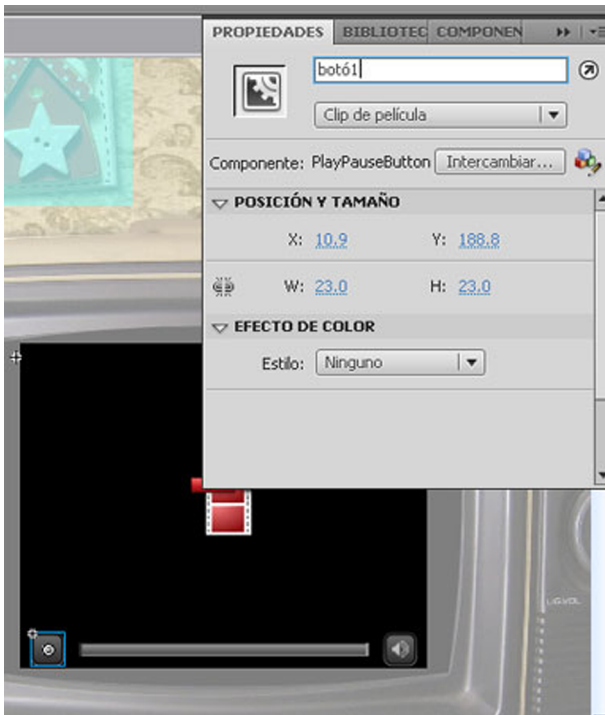 PROPIEDADES BIBLIOTEC COMPONEN
botó1
Clip de película
Componente: PlayPauseButton Intercambiar...
POSICIÓN Y TAMAÑO
X: 10.9 Y: 188.8
W: 23.0 H: 23.0
EFECTO DE COLOR
Estilo: Ninguno